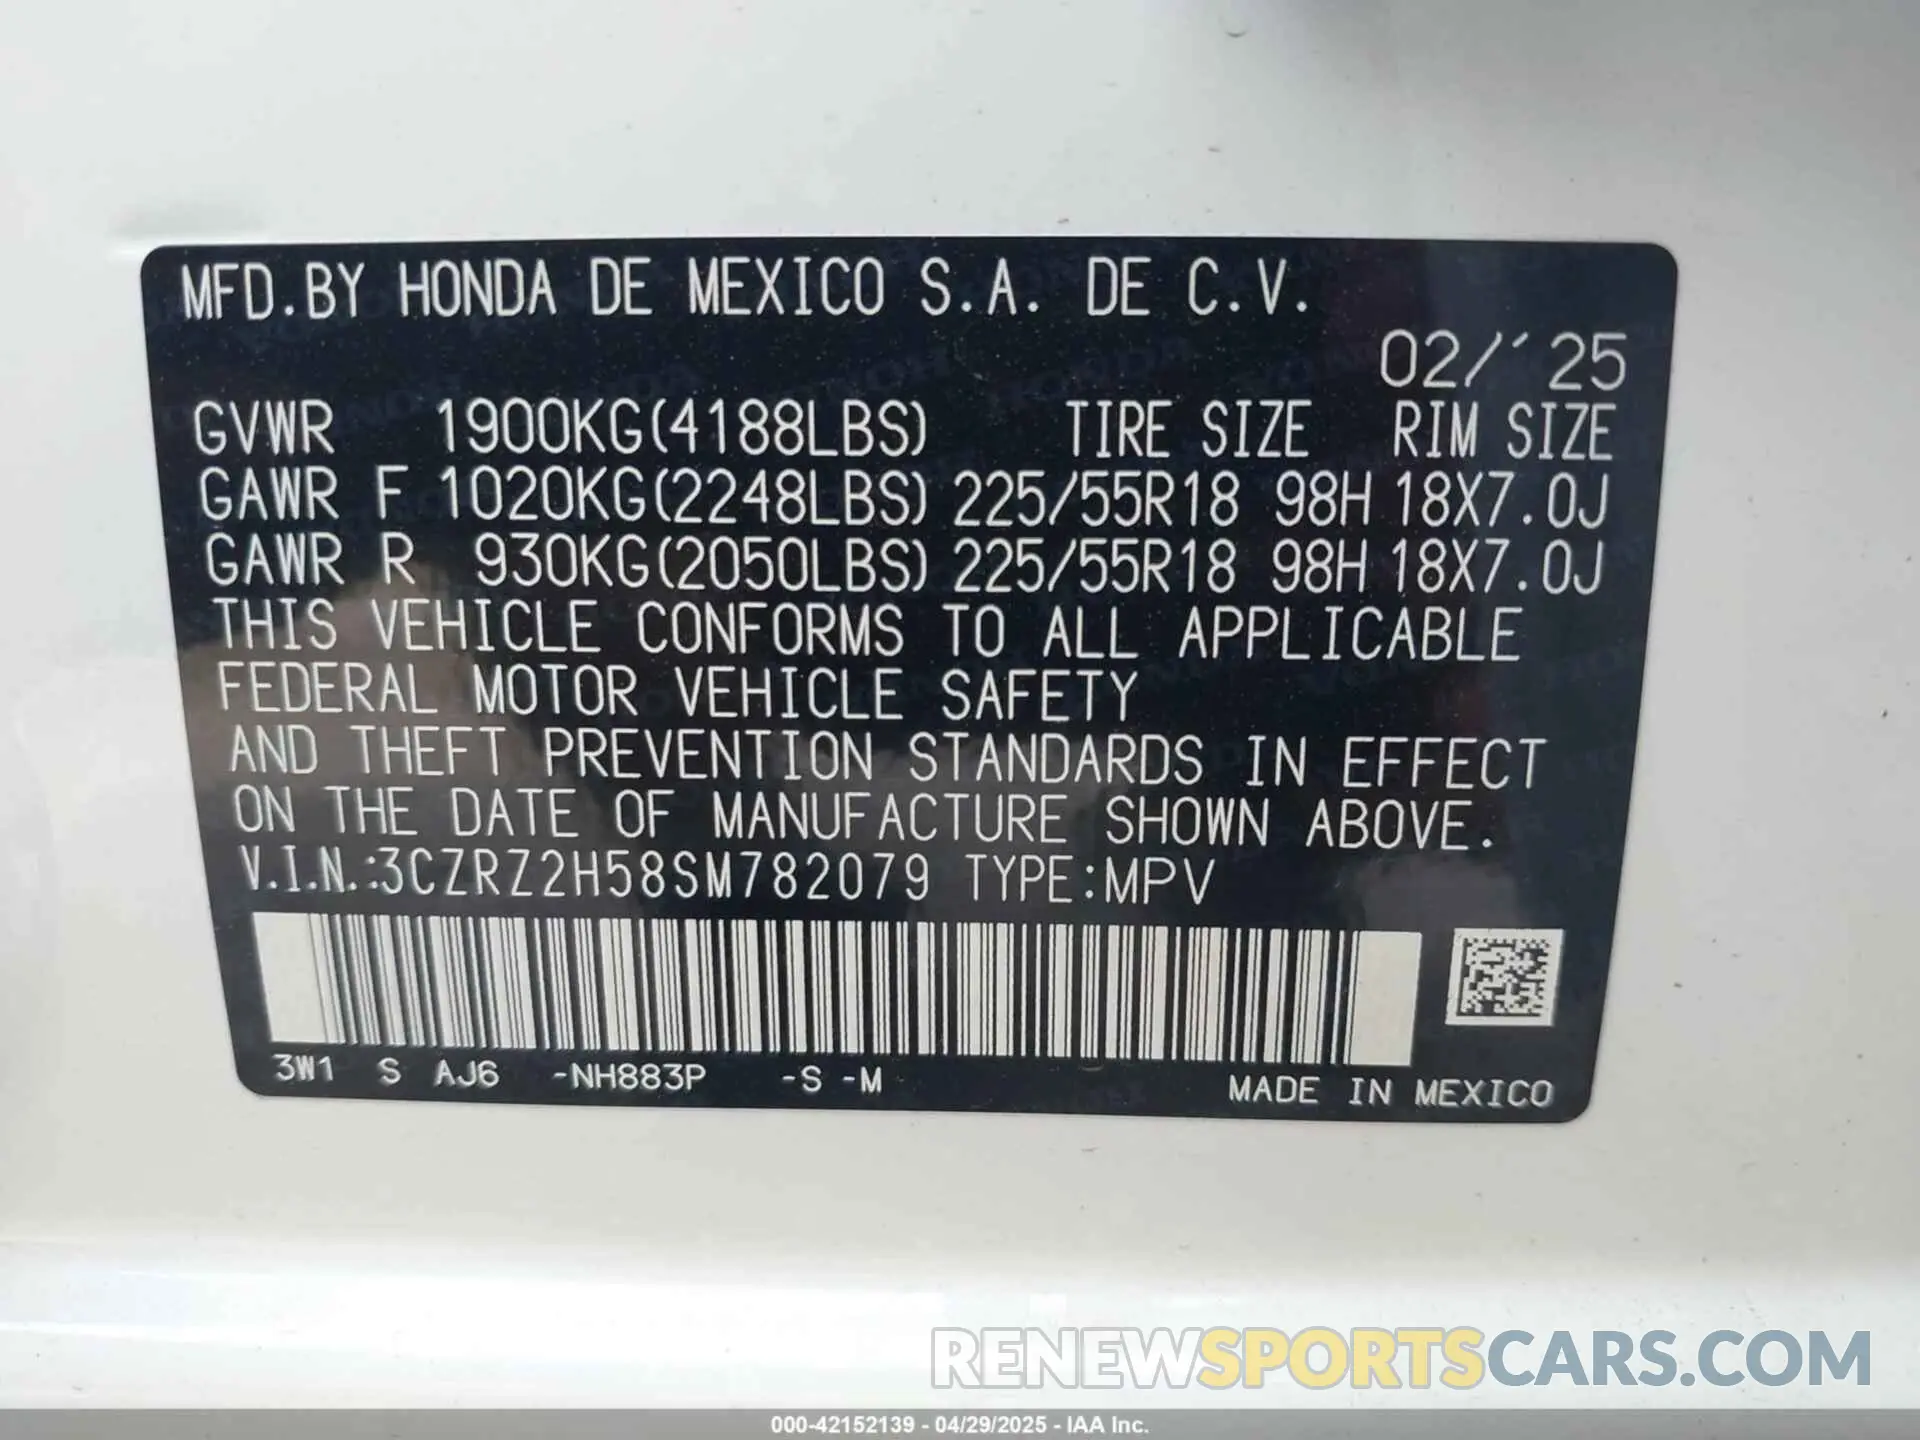 MFD.BY HONDA DE MEXICO S.A. DE C.V.
02/´25
GVWR 1900KG(4188LBS) TIRE SIZE RIM SIZE
GAWR F 1020KG(2248LBS) 225/55R18 98H 18X7.0J
GAWR R 930KG(2050LBS) 225/55R18 98H 18X7.0J
THIS VEHICLE CONFORMS TO ALL APPLICABLE
FEDERAL MOTOR VEHICLE SAFETY
AND THEFT PREVENTION STANDARDS IN EFFECT
ON THE DATE OF MANUFACTURE SHOWN ABOVE.
V.I.N.:3CZRZ2H58SM782079 TYPE:MPV
3W1 S AJ6 -NH883P -S -M
MADE IN MEXICO
RENEWSPORTSCARS.COM
000-42152139 - 04/29/2025 - IAA Inc.